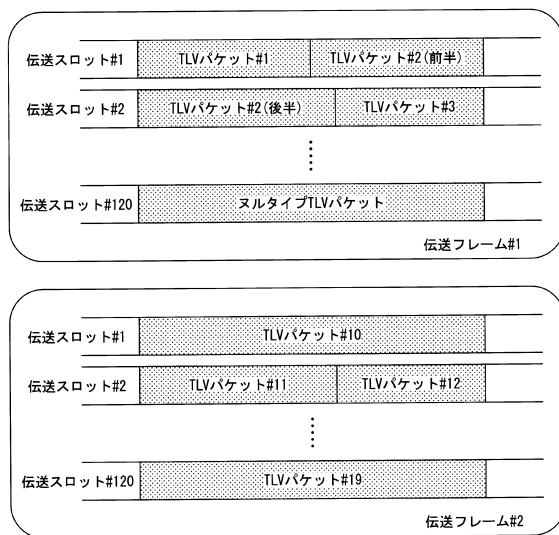 伝送スロット#1 TLVパケット#1 TLVパケット#2(前半)
伝送スロット#2 TLVパケット#2(後半) TLVパケット#3
伝送スロット#120 ヌルタイプTLVパケット
伝送フレーム#1
伝送スロット#1 TLVパケット#10
伝送スロット#2 TLVパケット#11 TLVパケット#12
伝送スロット#120 TLVパケット#19
伝送フレーム#2